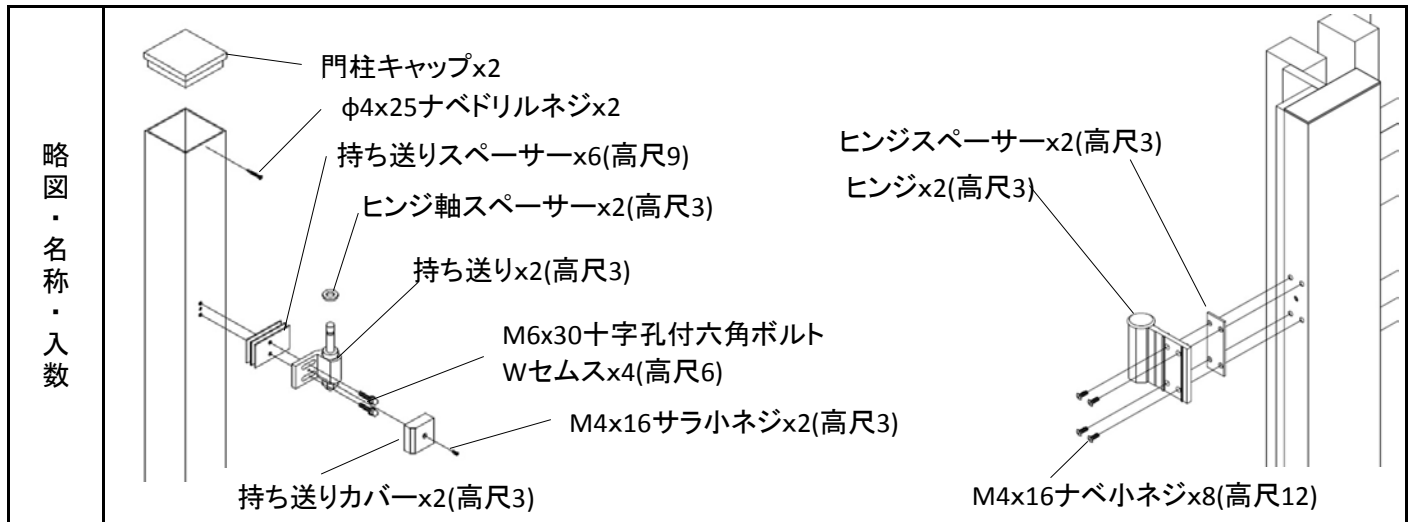 略図・名称・入数
門柱キャップx2
φ4x25ナベドリルネジx2
持ち送りスペーサーx6(高尺9)
ヒンジ軸スペーサーx2(高尺3)
持ち送りx2(高尺3)
M6x30十字孔付六角ボルト
Wセムスx4(高尺6)
M4x16サラ小ネジx2(高尺3)
持ち送りカバーx2(高尺3)
ヒンジスペーサーx2(高尺3)
ヒンジx2(高尺3)
M4x16ナベ小ネジx8(高尺12)